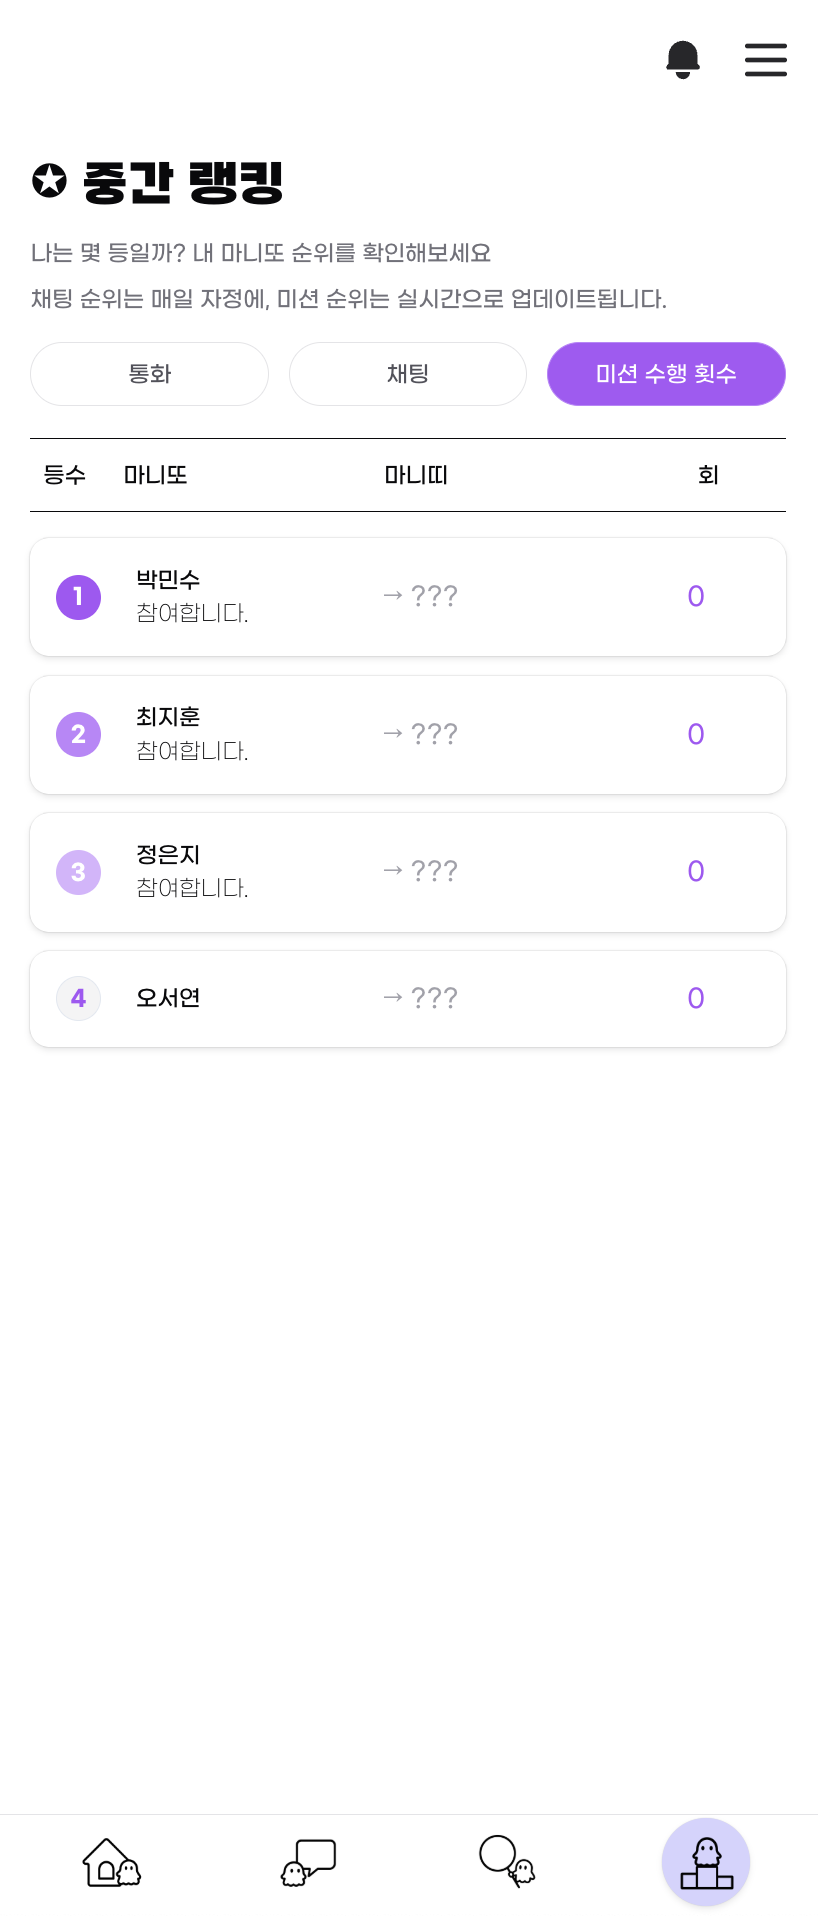 ✪ 중간 랭킹
나는 몇 등일까? 내 마니또 순위를 확인해보세요
채팅 순위는 매일 자정에, 미션 순위는 실시간으로 업데이트됩니다.
통화 채팅 미션 수행 횟수
등수 마니또 마니띠 회
1 박민수 → ??? 0
참여합니다.
2 최지훈 → ??? 0
참여합니다.
3 정은지 → ??? 0
참여합니다.
4 오서연 → ??? 0